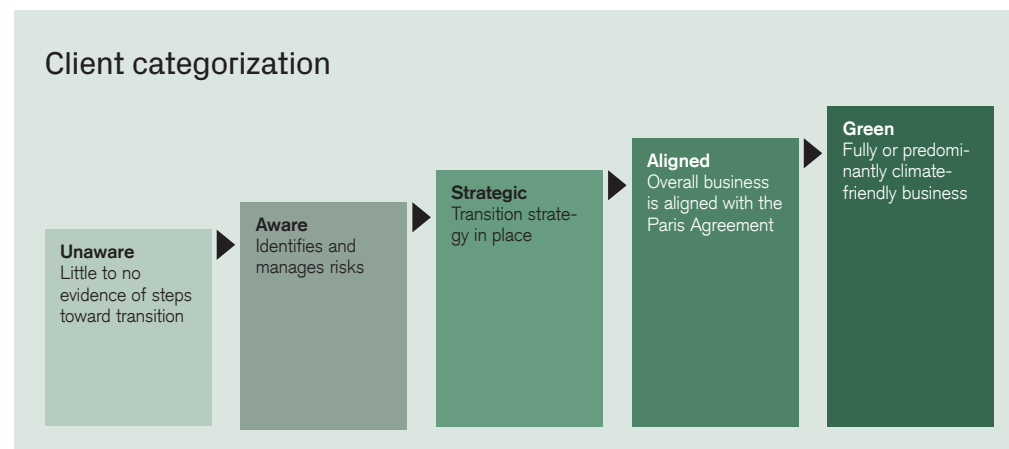 Client categorization
Unaware
Little to no
evidence of steps
toward transition
Aware
Identifies and
manages risks
Strategic
Transition strate-
gy in place
Aligned
Overall business
is aligned with the
Paris Agreement
Green
Fully or predomi-
nantly climate-
friendly business